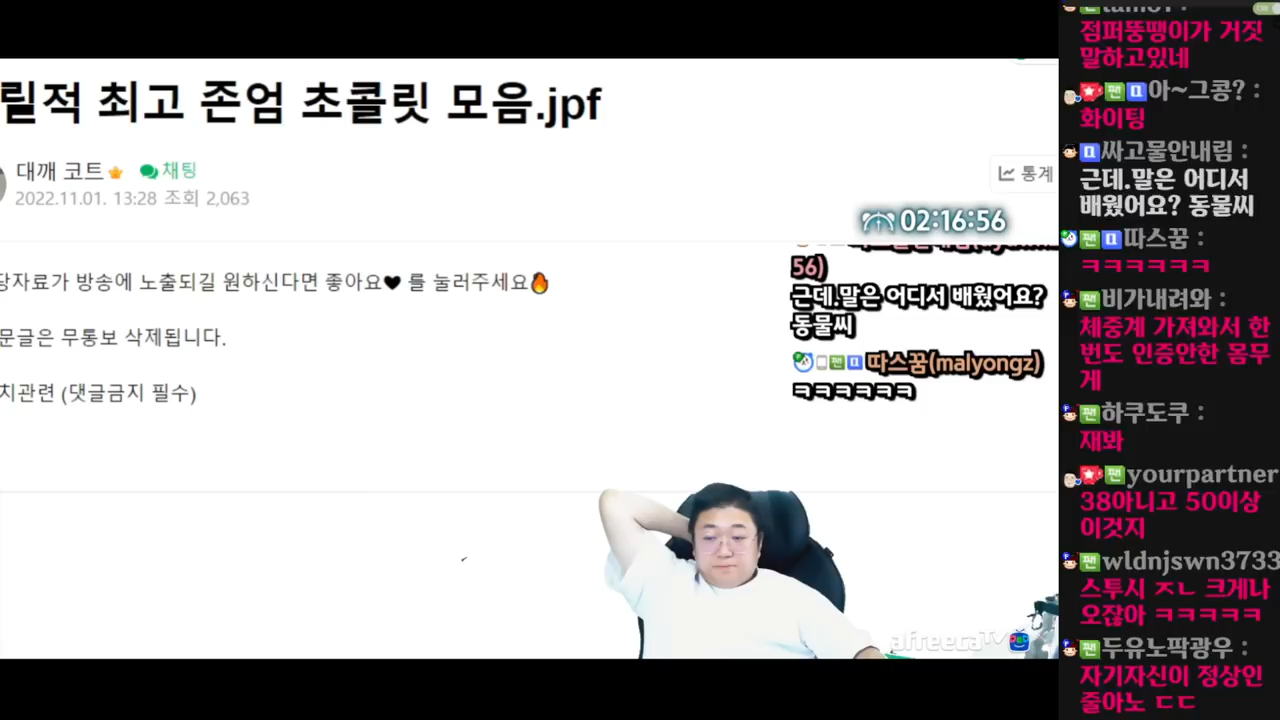 릴적 최고 존엄 초콜릿 모음.jpf
대깨 코트 채팅
2022.11.01. 13:28 조회 2,063
통계
02:16:56
당자료가 방송에 노출되길 원하신다면 좋아요🖤 를 눌러주세요🔥
문글은 무통보 삭제됩니다.
치관련 (댓글금지 필수)
56)
근데.말은 어디서 배웠어요?
동물씨
팬 따스꿈(malyongz)
ㅋㅋㅋㅋㅋㅋ
afreecaTV
점퍼뚱땡이가 거짓
말하고있네
팬 아~그콩? :
화이팅
싸고물안내림 :
근데.말은 어디서
배웠어요? 동물씨
팬 따스꿈 :
ㅋㅋㅋㅋㅋㅋ
팬 비가내려와 :
체중계 가져와서 한
번도 인증안한 몸무
게
팬 하쿠도쿠 :
재봐
팬 yourpartner
38아니고 50이상
이것지
팬 wldnjswn3733
스투시 ㅈㄴ 크게나
오잖아 ㅋㅋㅋㅋㅋ
팬 두유노팍광우 :
자기자신이 정상인
줄아노 ㄷㄷ